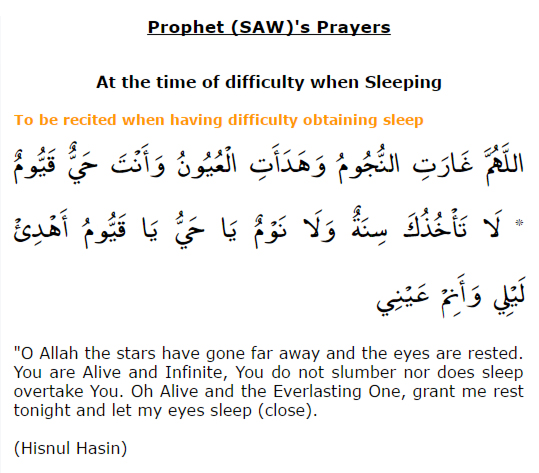 Prophet (SAW)'s Prayers
At the time of difficulty when Sleeping
To be recited when having difficulty obtaining sleep
اللَّهُمَّ غَارَتِ النُّجُومُ وَهَدَأَتِ الْعُيُونُ وَأَنْتَ حَيٌّ قَيُّومٌ
* لَا تَأْخُذُكَ سِنَةٌ وَلَا نَوْمٌ يَا حَيُّ يَا قَيُّومُ أَهْدِئْ
لَيْلِي وَأَنِمْ عَيْنِي
"O Allah the stars have gone far away and the eyes are rested.
You are Alive and Infinite, You do not slumber nor does sleep
overtake You. Oh Alive and the Everlasting One, grant me rest
tonight and let my eyes sleep (close).
(Hisnul Hasin)